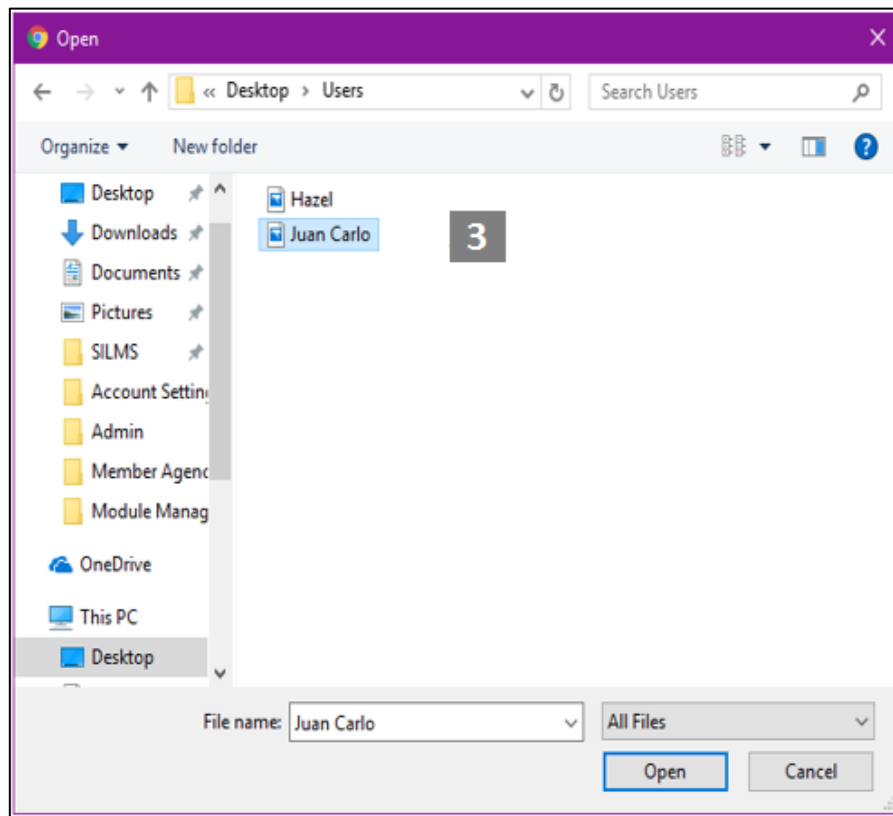 Open
« Desktop > Users
Search Users
Organize
New folder
Desktop
Downloads
Documents
Pictures
SILMS
Account Settin
Admin
Member Agenc
Module Manag
OneDrive
This PC
Desktop
Hazel
Juan Carlo
3
File name: Juan Carlo
All Files
Open
Cancel